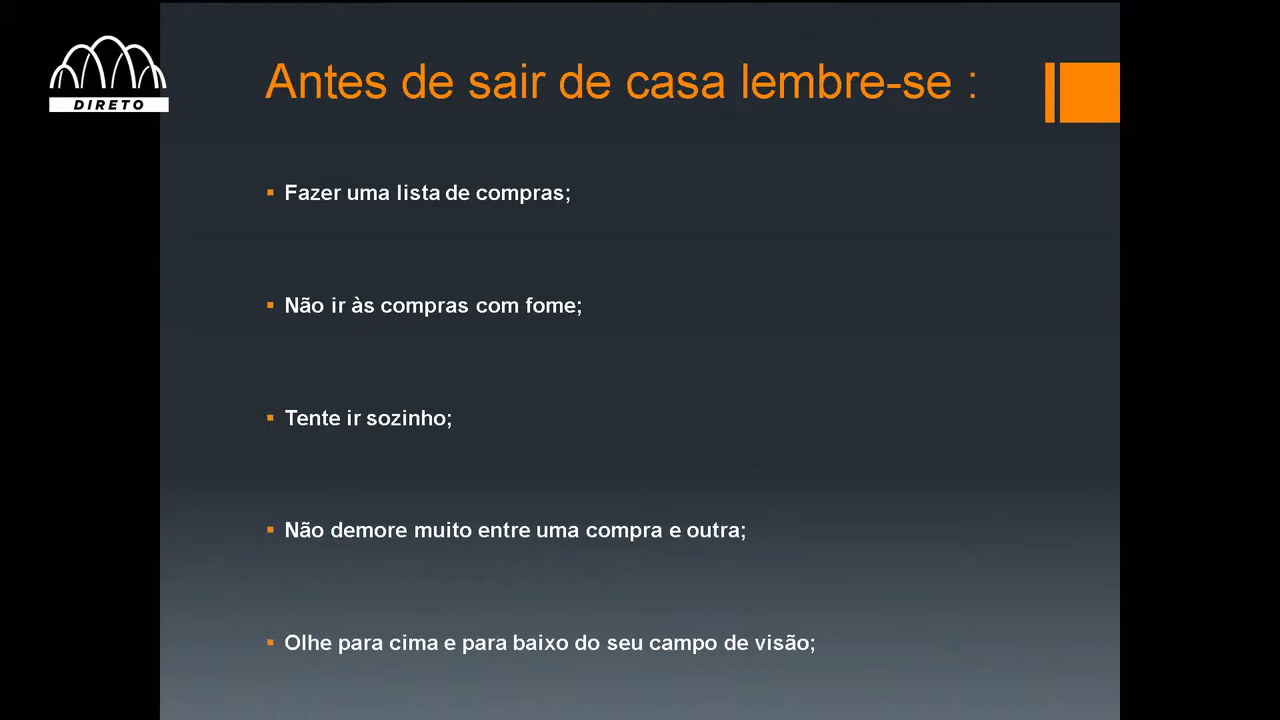 DIRETO
Antes de sair de casa lembre-se :
Fazer uma lista de compras;
Não ir às compras com fome;
Tente ir sozinho;
Não demore muito entre uma compra e outra;
Olhe para cima e para baixo do seu campo de visão;